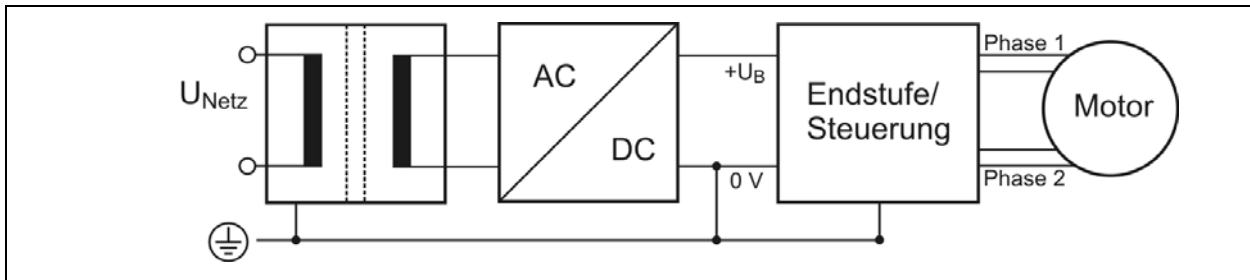 U_Netz
AC
DC
+U_B
0 V
Endstufe/
Steuerung
Phase 1
Phase 2
Motor